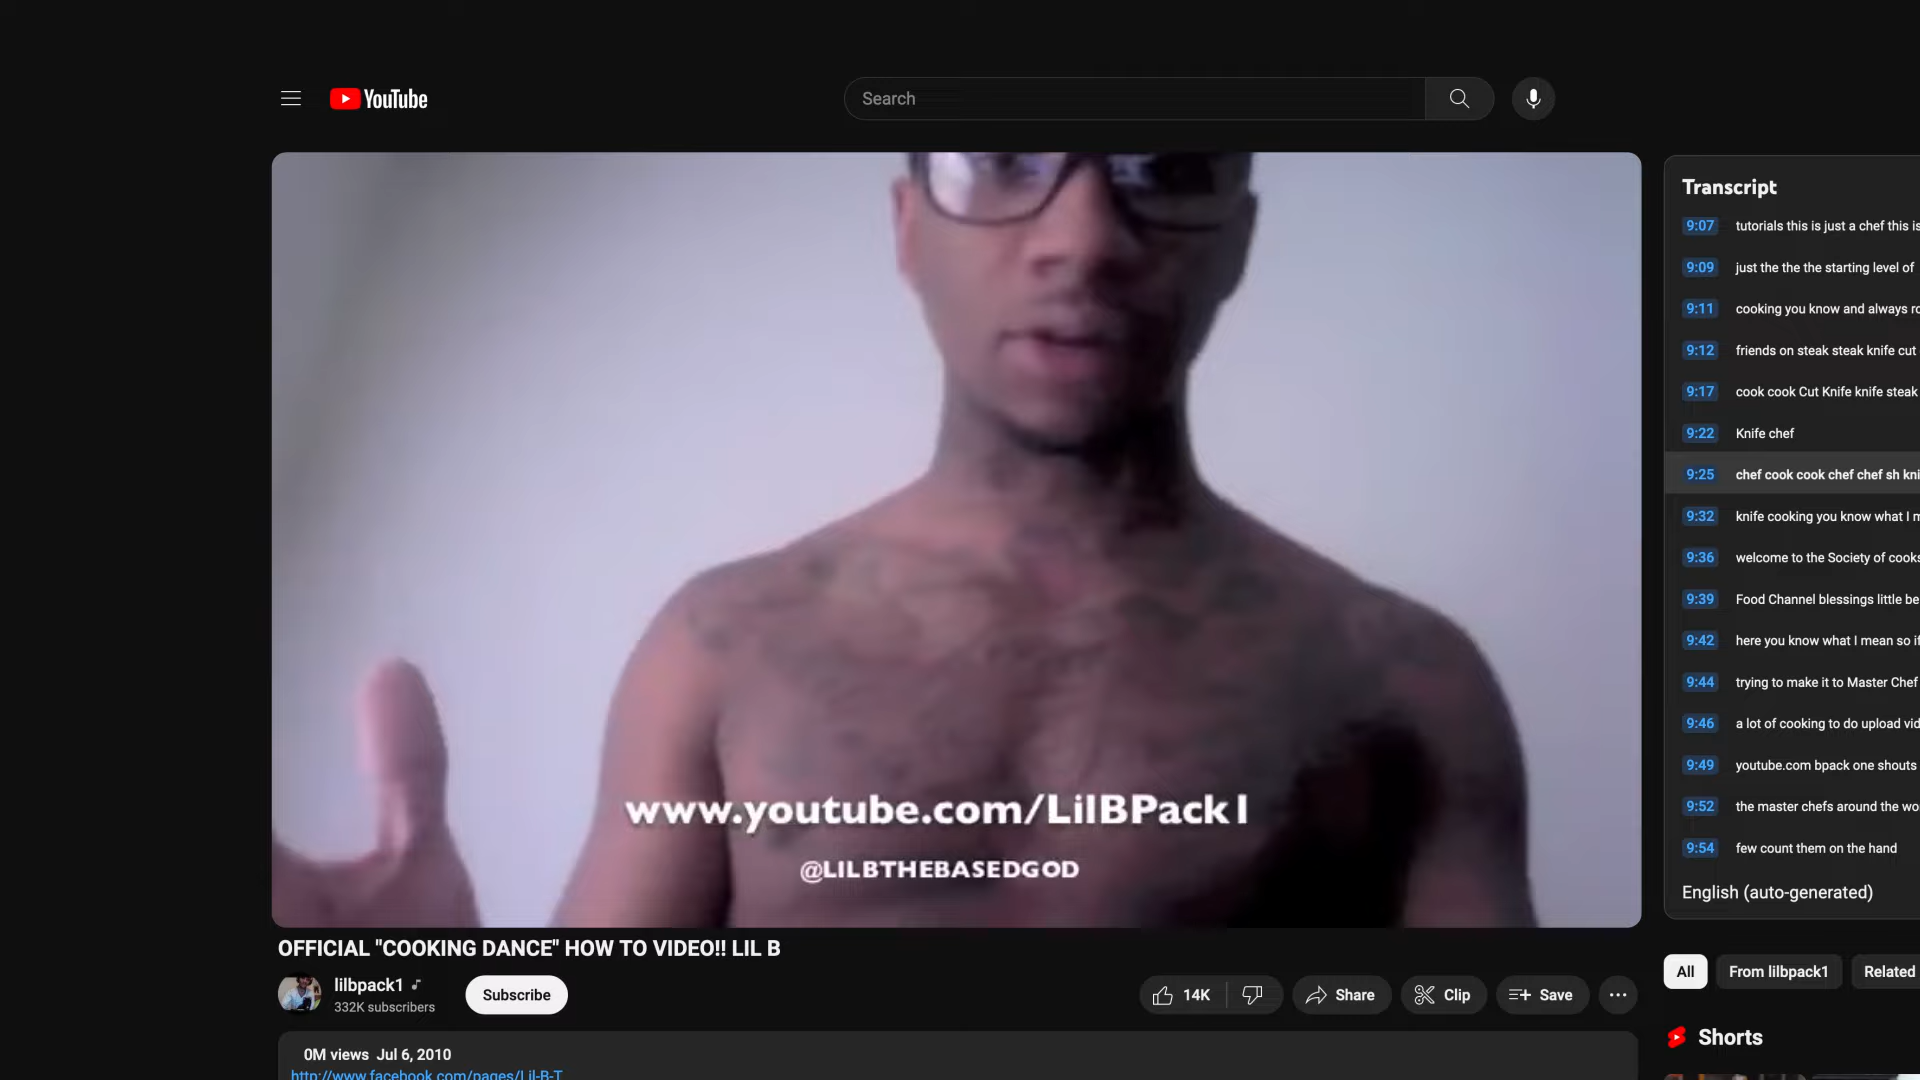 YouTube
Search
www.youtube.com/LilBPack1
@LILBTHEBASEDGOD
OFFICIAL "COOKING DANCE" HOW TO VIDEO!! LIL B
lilbpack1
332K subscribers
Subscribe
14K
Share
Clip
Save
0M views Jul 6, 2010
http://www.facebook.com/pages/Lil-B-T
Transcript
9:07 tutorials this is just a chef this is
9:09 just the the the starting level of
9:11 cooking you know and always
9:12 friends on steak steak knife cut
9:17 cook cook Cut Knife knife steak
9:22 Knife chef
9:25 chef cook cook chef chef sh
9:32 knife cooking you know what I
9:36 welcome to the Society of cooks
9:39 Food Channel blessings little
9:42 here you know what I mean so
9:44 trying to make it to Master Chef
9:46 a lot of cooking to do upload
9:49 youtube.com bpack one shouts
9:52 the master chefs around the
9:54 few count them on the hand
English (auto-generated)
All From lilbpack1 Related
Shorts